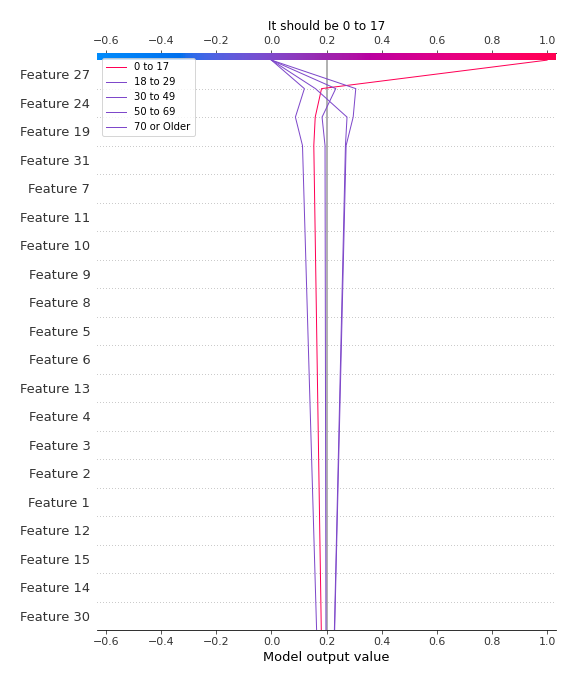 It should be 0 to 17
−0.6 −0.4 −0.2 0.0 0.2 0.4 0.6 0.8 1.0
0 to 17
18 to 29
30 to 49
50 to 69
70 or Older
Feature 27
Feature 24
Feature 19
Feature 31
Feature 7
Feature 11
Feature 10
Feature 9
Feature 8
Feature 5
Feature 6
Feature 13
Feature 4
Feature 3
Feature 2
Feature 1
Feature 12
Feature 15
Feature 14
Feature 30
−0.6 −0.4 −0.2 0.0 0.2 0.4 0.6 0.8 1.0
Model output value